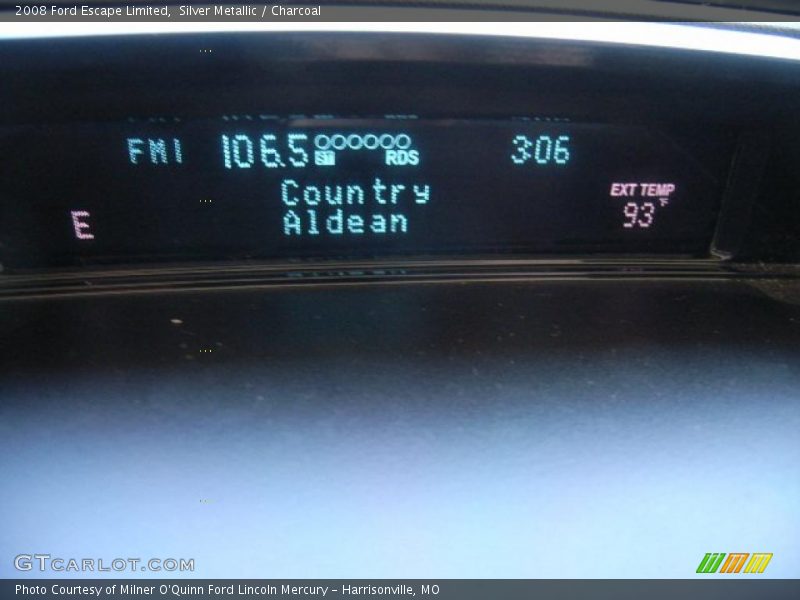 2008 Ford Escape Limited, Silver Metallic / Charcoal
FM1 106.5 ST RDS 3:06
Country
Aldean
E
EXT TEMP
93 °F
GTCARLOT.COM
Photo Courtesy of Milner O'Quinn Ford Lincoln Mercury - Harrisonville, MO